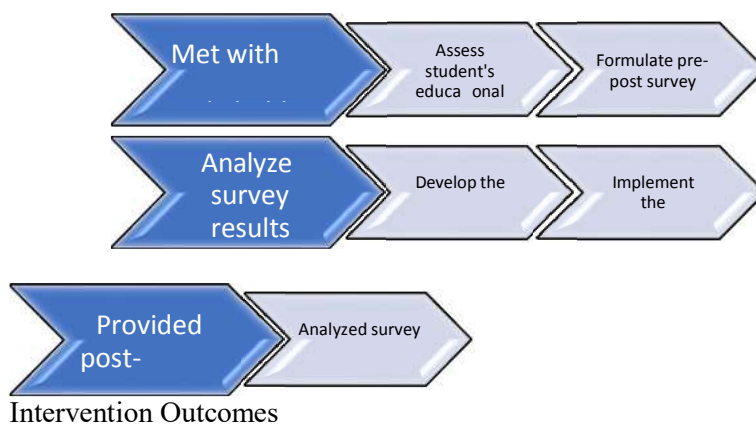 Met with
Assess
student's
educa onal
Formulate pre-
post survey
Analyze
survey
results
Develop the
Implement
the
Provided
post-
Analyzed survey
Intervention Outcomes